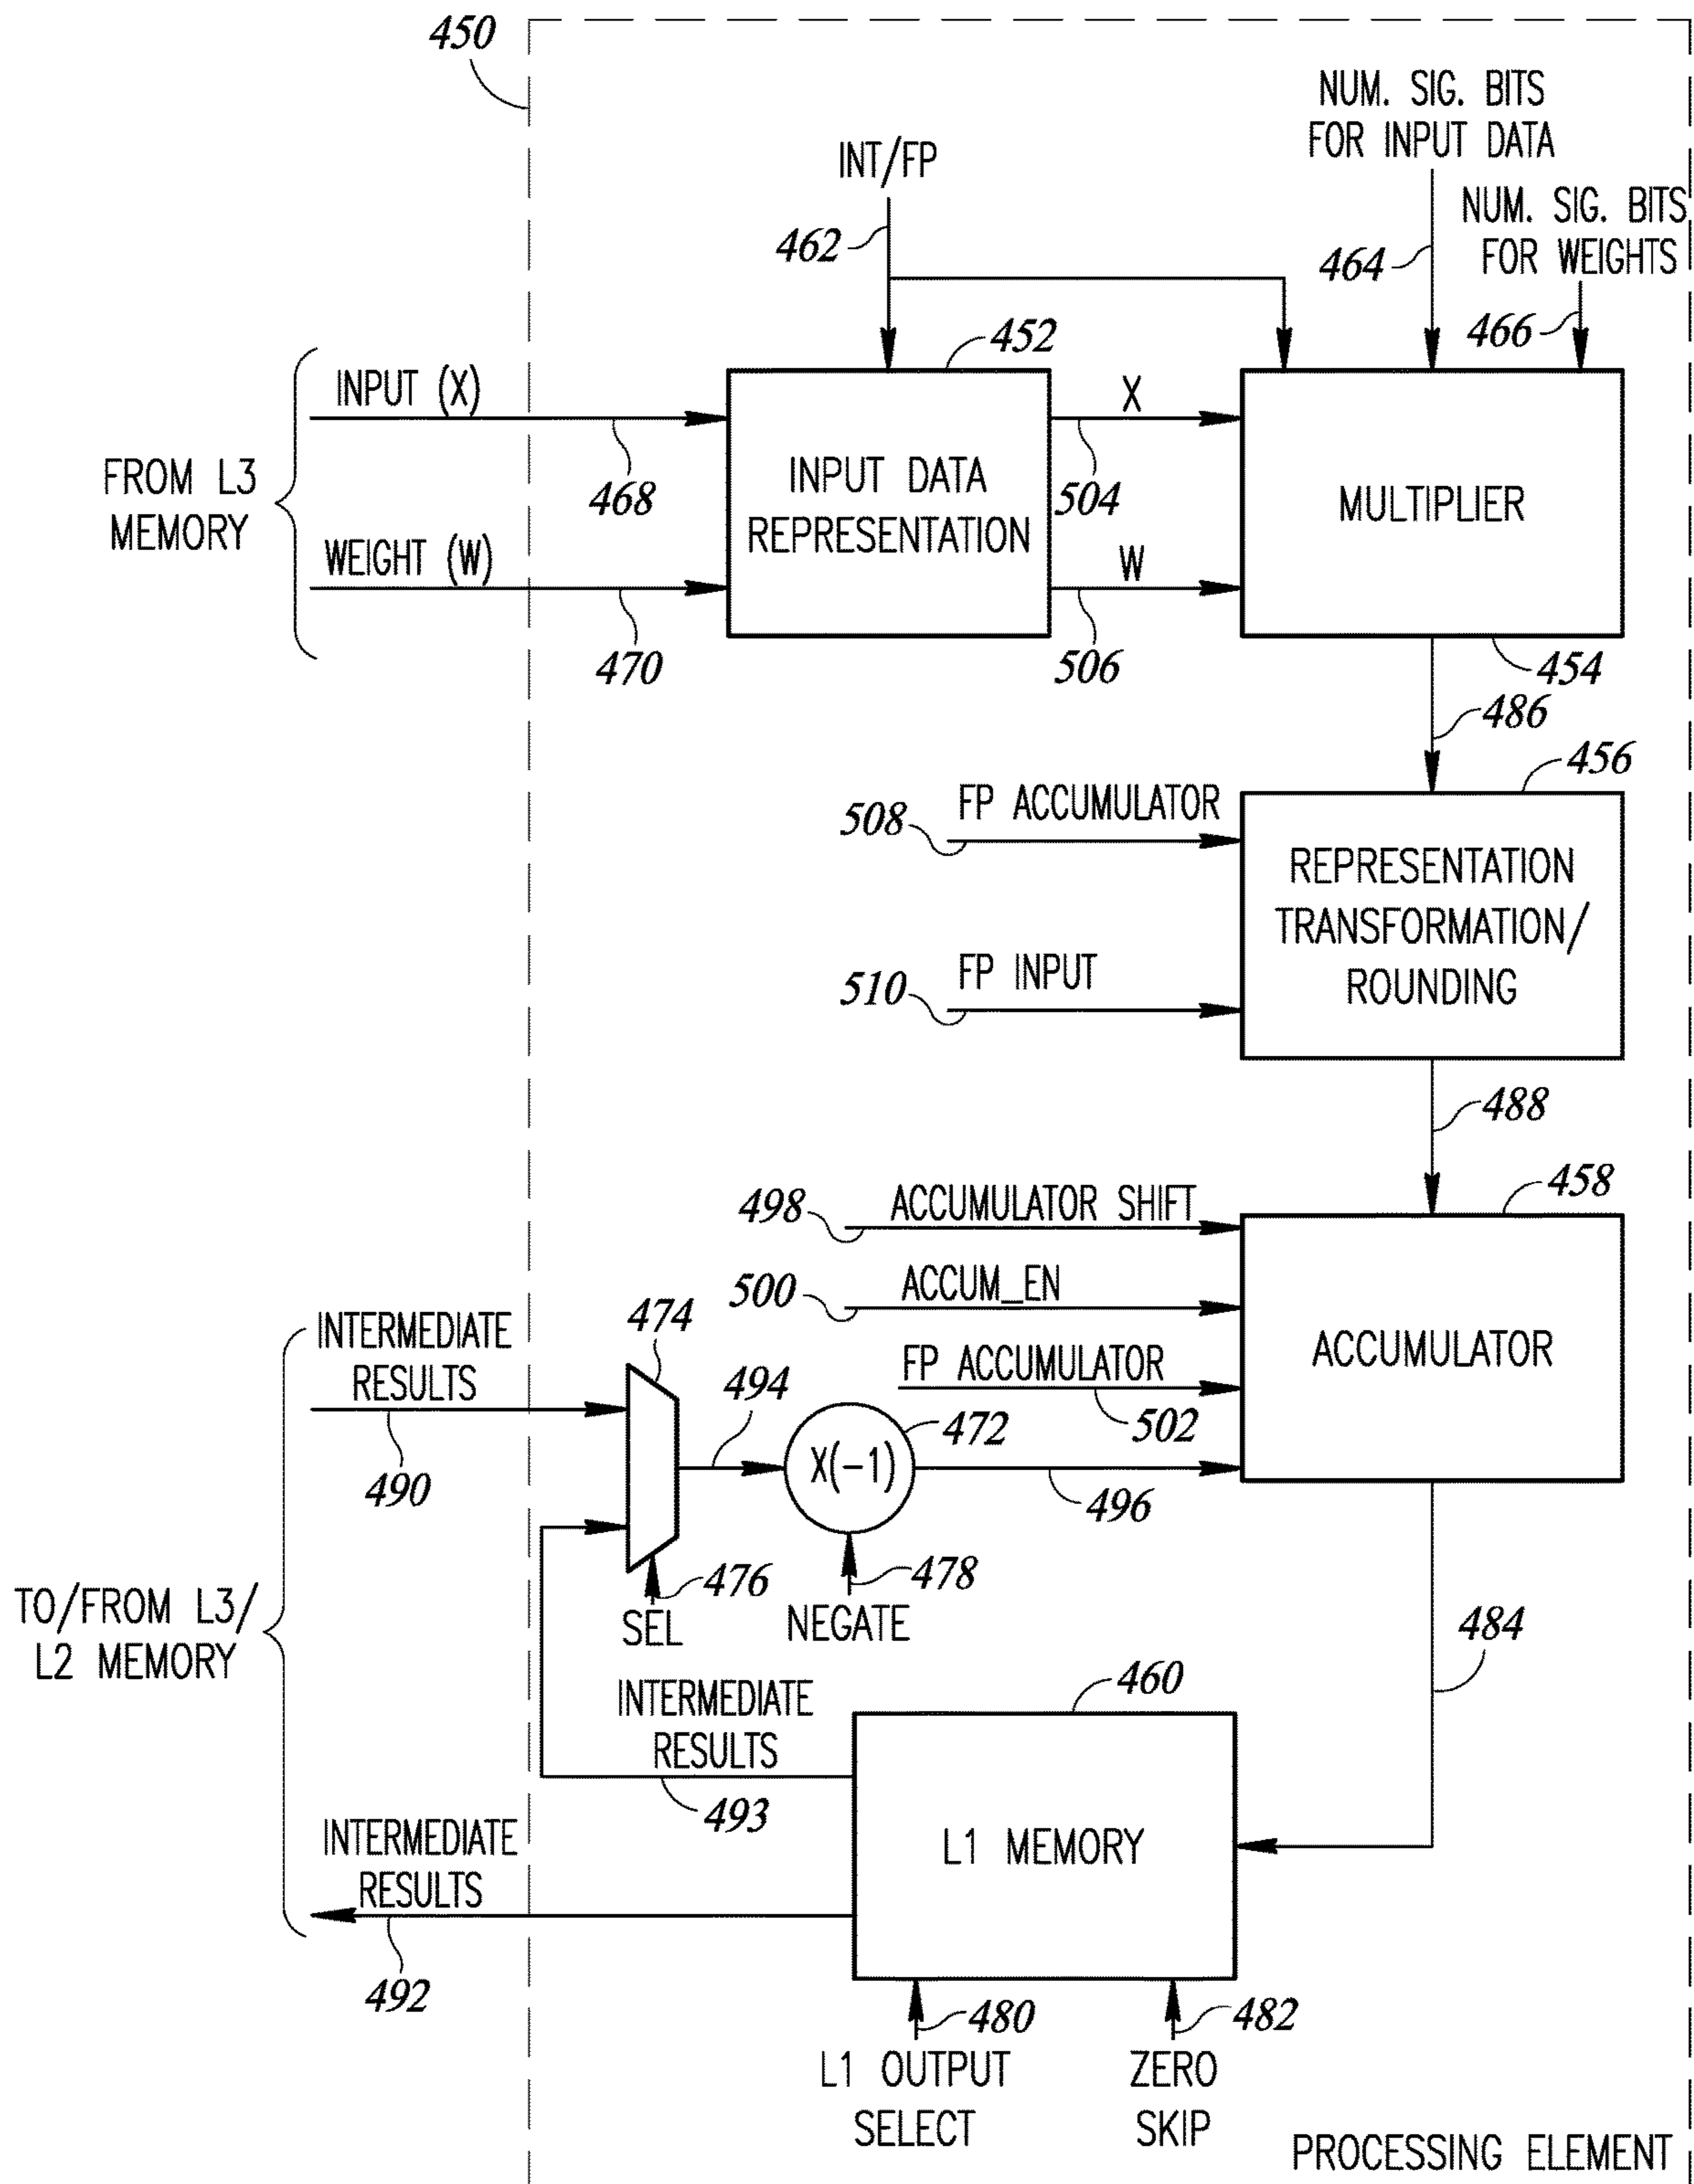 450
NUM. SIG. BITS
FOR INPUT DATA
INT/FP
NUM. SIG. BITS
FOR WEIGHTS
462
464
466
452
INPUT (X)
X
FROM L3
MEMORY
468
INPUT DATA
REPRESENTATION
504
MULTIPLIER
WEIGHT (W)
W
470
506
454
486
456
FP ACCUMULATOR
508
REPRESENTATION
TRANSFORMATION/
ROUNDING
FP INPUT
510
488
458
498
ACCUMULATOR SHIFT
500
ACCUM_EN
474
INTERMEDIATE
RESULTS
ACCUMULATOR
FP ACCUMULATOR
494
472
502
X(-1)
490
496
476
478
SEL
NEGATE
TO/FROM L3/
L2 MEMORY
484
460
INTERMEDIATE
RESULTS
493
L1 MEMORY
INTERMEDIATE
RESULTS
492
480
482
L1 OUTPUT
SELECT
ZERO
SKIP
PROCESSING ELEMENT